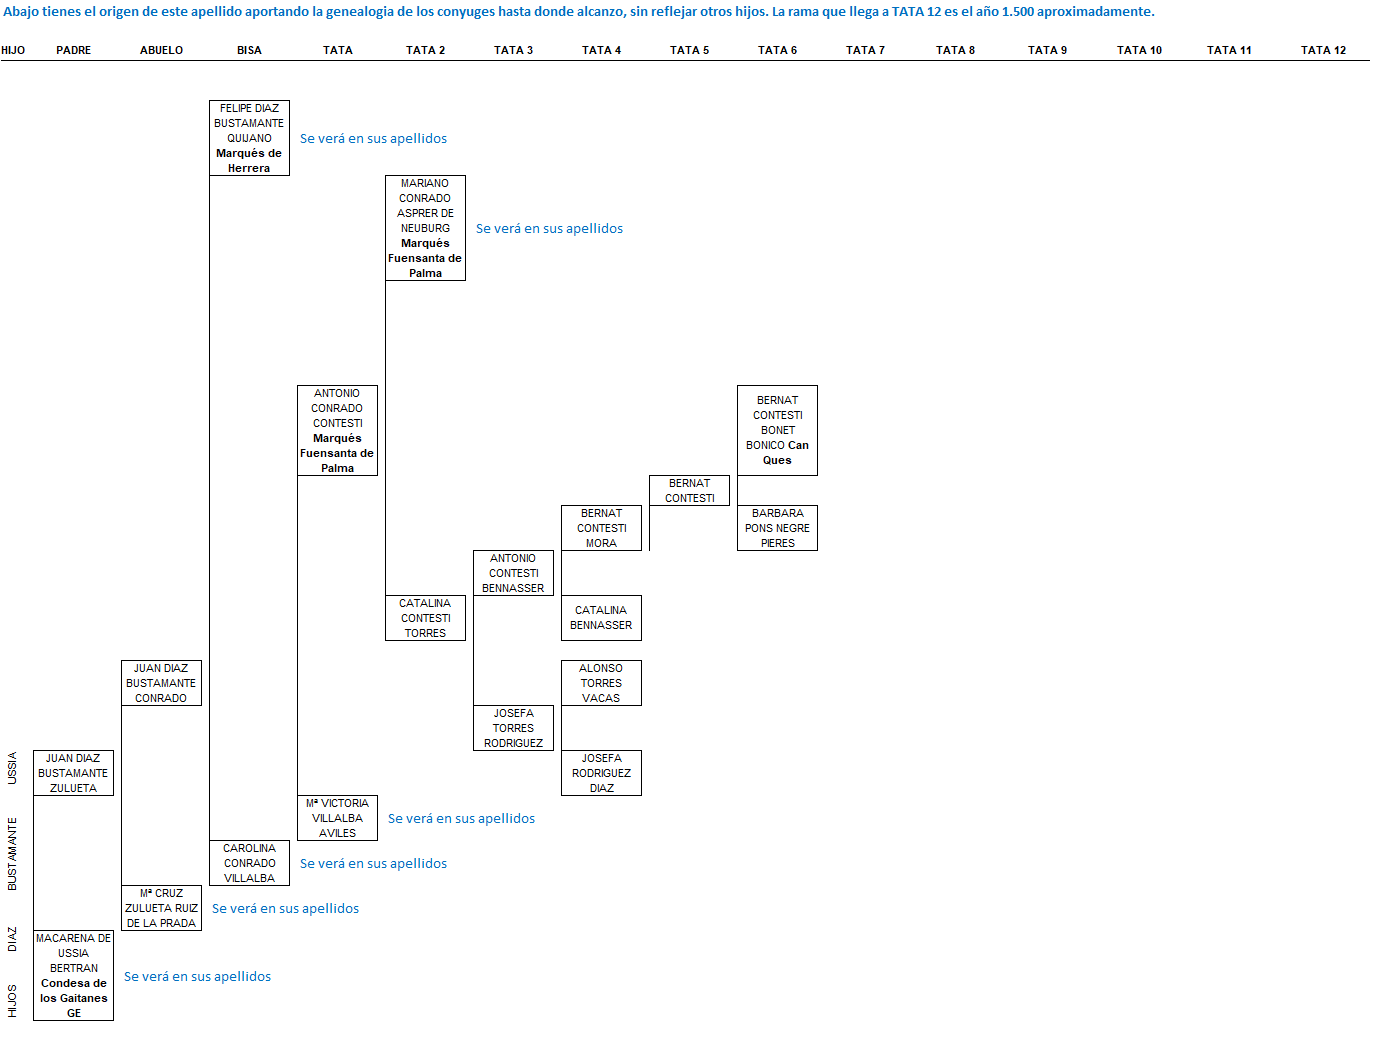 Abajo tienes el origen de este apellido aportando la genealogia de los conyuges hasta donde alcanzo, sin reflejar otros hijos. La rama que llega a TATA 12 es el año 1.500 aproximadamente.
HIJO PADRE ABUELO BISA TATA TATA 2 TATA 3 TATA 4 TATA 5 TATA 6 TATA 7 TATA 8 TATA 9 TATA 10 TATA 11 TATA 12
FELIPE DIAZ
BUSTAMANTE
QUIJANO
Marqués de
Herrera
Se verá en sus apellidos
MARIANO
CONRADO
ASPRER DE
NEUBURG
Marqués
Fuensanta de
Palma
Se verá en sus apellidos
ANTONIO
CONRADO
CONTESTI
Marqués
Fuensanta de
Palma
BERNAT
CONTESTI
BONET
BONICO Can
Ques
BERNAT
CONTESTI
BERNAT
CONTESTI
MORA
BARBARA
PONS NEGRE
PIERES
ANTONIO
CONTESTI
BENNASSER
CATALINA
CONTESTI
TORRES
CATALINA
BENNASSER
JUAN DIAZ
BUSTAMANTE
CONRADO
ALONSO
TORRES
VACAS
JOSEFA
TORRES
RODRIGUEZ
JUAN DIAZ
BUSTAMANTE
ZULUETA
JOSEFA
RODRIGUEZ
DIAZ
Mª VICTORIA
VILLALBA
AVILES
Se verá en sus apellidos
CAROLINA
CONRADO
VILLALBA
Se verá en sus apellidos
Mª CRUZ
ZULUETA RUIZ
DE LA PRADA
Se verá en sus apellidos
MACARENA DE
USSIA
BERTRAN
Condesa de
los Gaitanes
GE
Se verá en sus apellidos
HIJOS DIAZ BUSTAMANTE USSIA